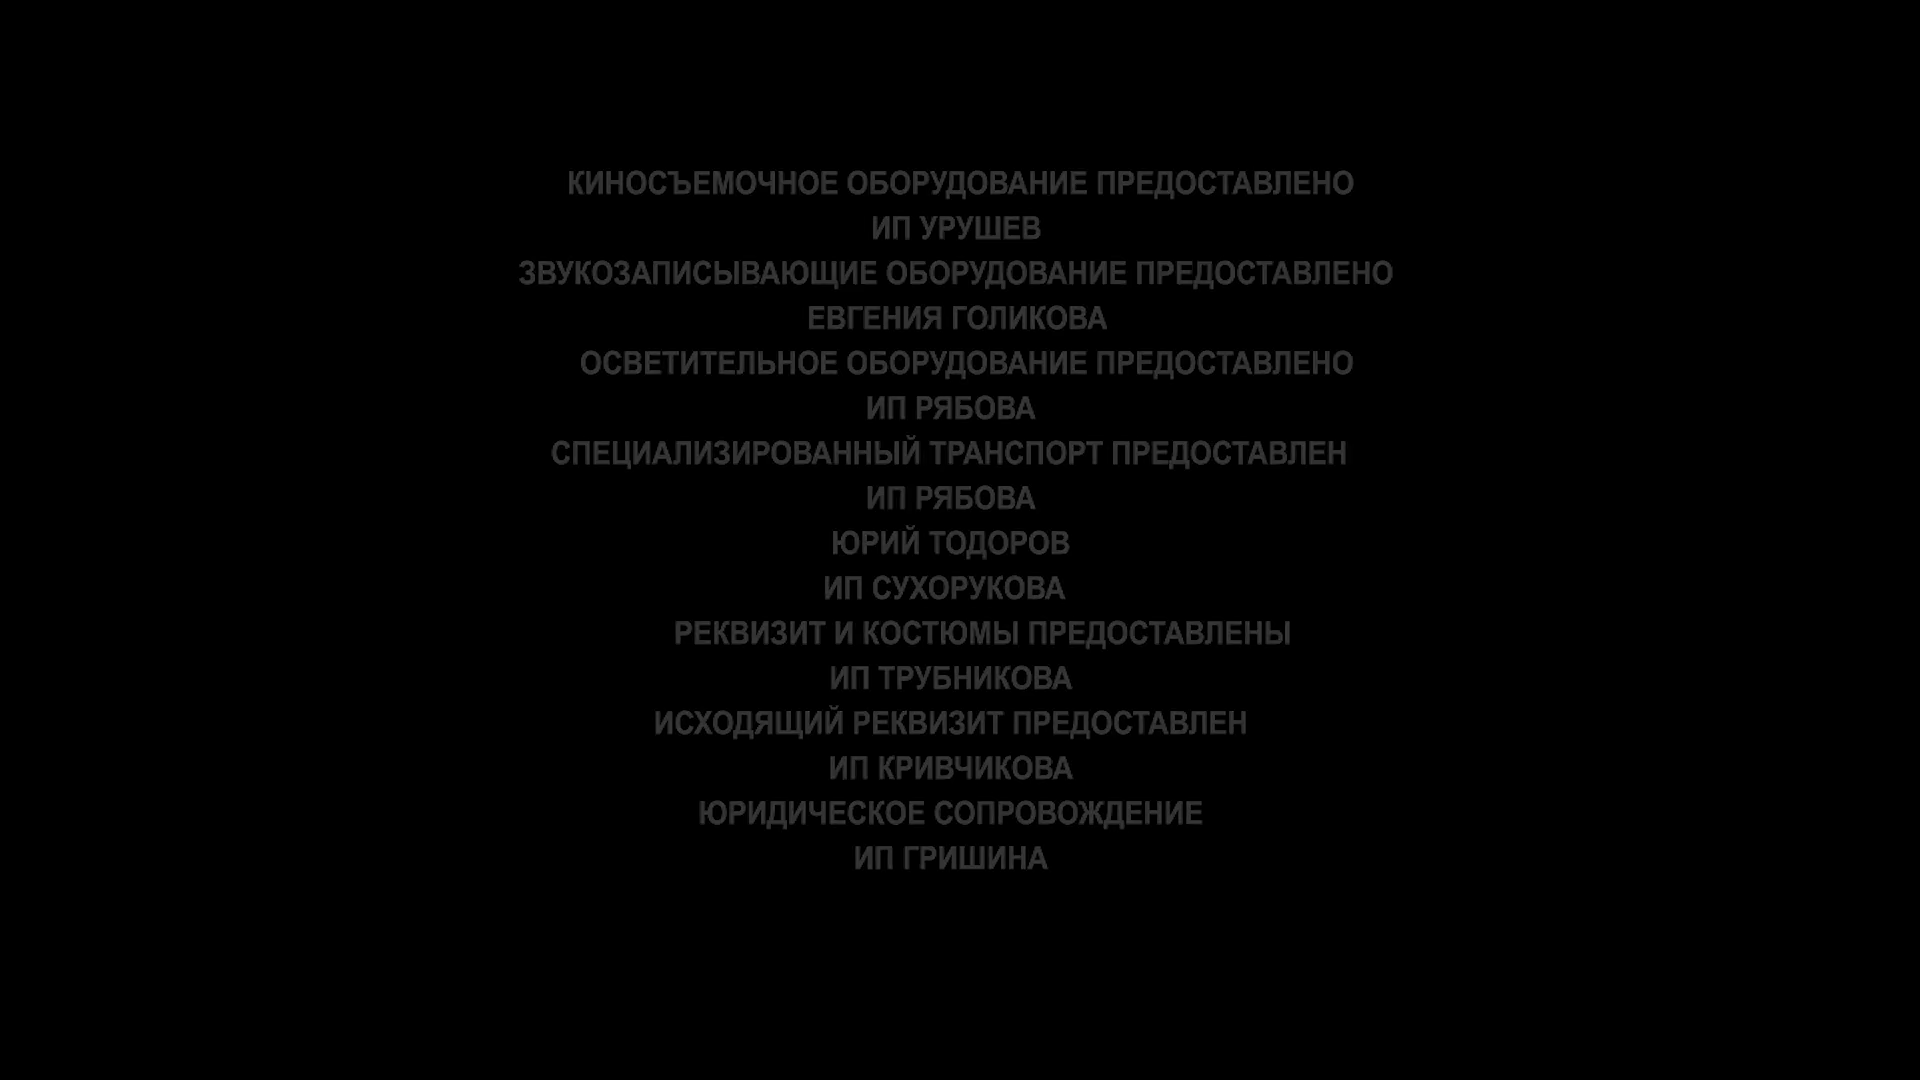 КИНОСЪЕМОЧНОЕ ОБОРУДОВАНИЕ ПРЕДОСТАВЛЕНО
ИП УРУШЕВ
ЗВУКОЗАПИСЫВАЮЩИЕ ОБОРУДОВАНИЕ ПРЕДОСТАВЛЕНО
ЕВГЕНИЯ ГОЛИКОВА
ОСВЕТИТЕЛЬНОЕ ОБОРУДОВАНИЕ ПРЕДОСТАВЛЕНО
ИП РЯБОВА
СПЕЦИАЛИЗИРОВАННЫЙ ТРАНСПОРТ ПРЕДОСТАВЛЕН
ИП РЯБОВА
ЮРИЙ ТОДОРОВ
ИП СУХОРУКОВА
РЕКВИЗИТ И КОСТЮМЫ ПРЕДОСТАВЛЕНЫ
ИП ТРУБНИКОВА
ИСХОДЯЩИЙ РЕКВИЗИТ ПРЕДОСТАВЛЕН
ИП КРИВЧИКОВА
ЮРИДИЧЕСКОЕ СОПРОВОЖДЕНИЕ
ИП ГРИШИНА